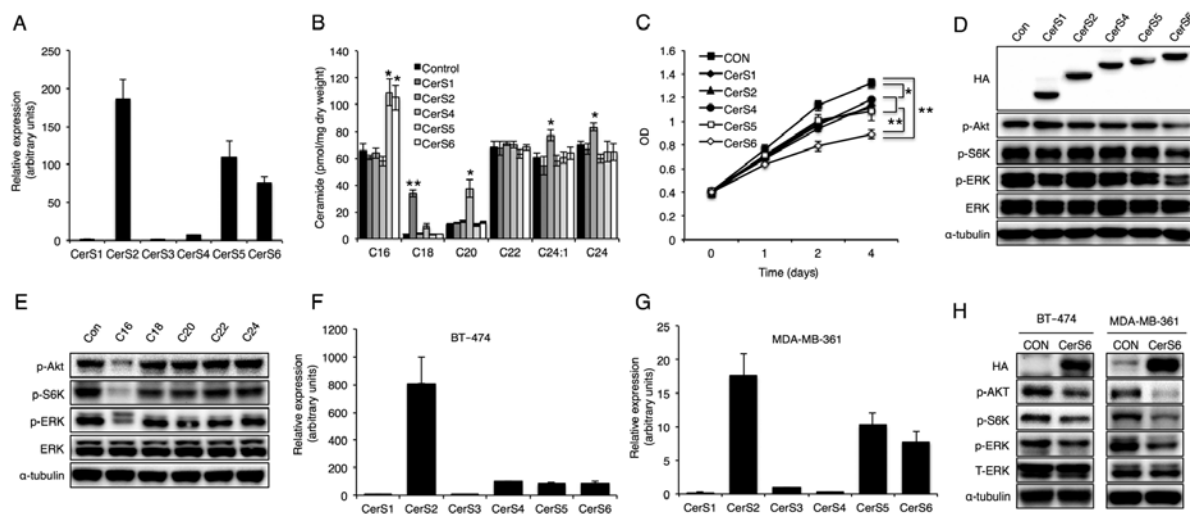 A
Relative expression
(arbitrary units)
250
200
150
100
50
0
CerS1 CerS2 CerS3 CerS4 CerS5 CerS6
B
Ceramide (pmol/mg dry weight)
160
140
120
100
80
60
40
20
0
Control
CerS1
CerS2
CerS4
CerS5
CerS6
* *
**
*
*
*
C16 C18 C20 C22 C24:1 C24
C
OD
1.6
1.4
1.2
1
0.8
0.6
0.4
0.2
0
CON
CerS1
CerS2
CerS4
CerS5
CerS6
*
**
**
0 1 2 4
Time (days)
D
Con CerS1 CerS2 CerS4 CerS5 CerS6
HA
p-Akt
p-S6K
p-ERK
ERK
α-tubulin
E
Con C16 C18 C20 C22 C24
p-Akt
p-S6K
p-ERK
ERK
α-tubulin
F
BT-474
Relative expression
(arbitrary units)
1200
1000
800
600
400
200
0
CerS1 CerS2 CerS3 CerS4 CerS5 CerS6
G
MDA-MB-361
Relative expression
(arbitrary units)
25
20
15
10
5
0
CerS1 CerS2 CerS3 CerS4 CerS5 CerS6
H
BT-474 MDA-MB-361
CON CerS6 CON CerS6
HA
p-AKT
p-S6K
p-ERK
T-ERK
α-tubulin